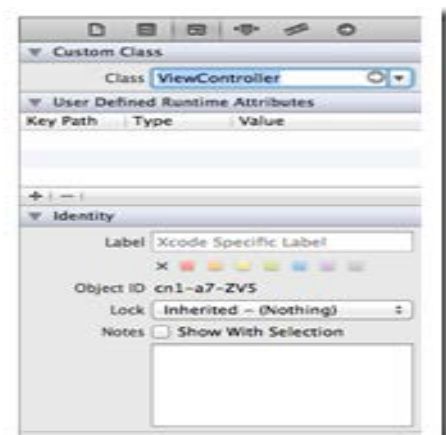 Custom Class
Class ViewController
User Defined Runtime Attributes
Key Path Type Value
+ −
Identity
Label Xcode Specific Label
×
Object ID cn1-a7-ZV5
Lock Inherited - (Nothing)
Notes Show With Selection